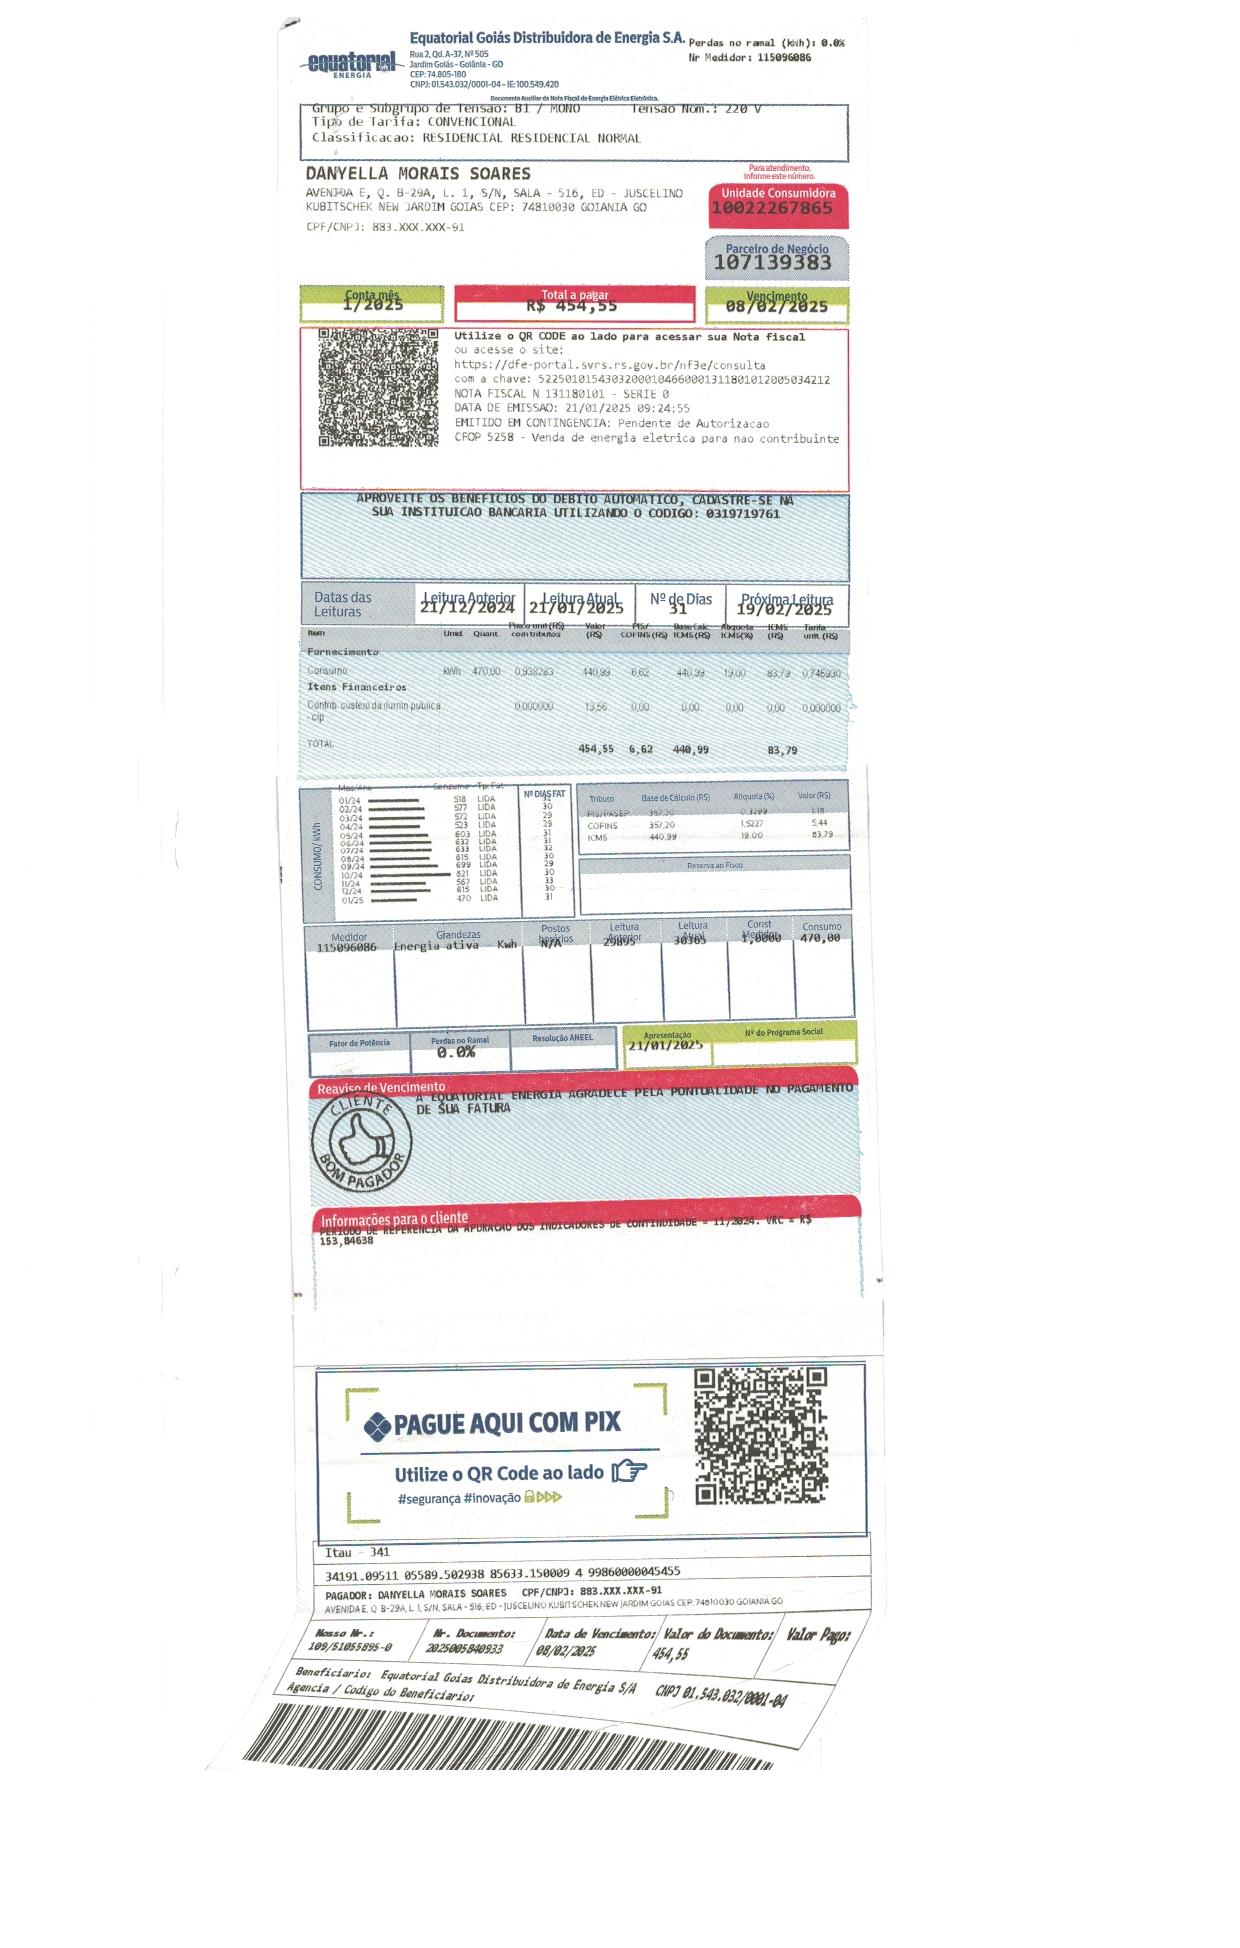 equatorial
ENERGIA
Equatorial Goiás Distribuidora de Energia S.A.
Rua 2, Qd. A-37, Nº 505
Jardim Goiás - Goiânia - GO
CEP: 74.805-180
CNPJ: 01.543.032/0001-04 - IE: 100.549.420
Perdas no ramal (kWh): 0.0%
Nr Medidor: 115096086
Documento Auxiliar da Nota Fiscal de Energia Elétrica Eletrônica.
Grupo e Subgrupo de Tensao: B1 / MONO Tensao Nom.: 220 V
Tipo de Tarifa: CONVENCIONAL
Classificacao: RESIDENCIAL RESIDENCIAL NORMAL
DANYELLA MORAIS SOARES
AVENIDA E, Q. B-29A, L. 1, S/N, SALA - 516, ED - JUSCELINO
KUBITSCHEK NEW JARDIM GOIAS CEP: 74810030 GOIANIA GO
CPF/CNPJ: 883.XXX.XXX-91
Para atendimento,
informe este número.
Unidade Consumidora
10022267865
Parceiro de Negócio
107139383
Conta mês
1/2025
Total a pagar
R$ 454,55
Vencimento
08/02/2025
Utilize o QR CODE ao lado para acessar sua Nota fiscal
ou acesse o site:
https://dfe-portal.svrs.rs.gov.br/nf3e/consulta
com a chave: 52250101543032000104660001311801012005034212
NOTA FISCAL N 131180101 - SERIE 0
DATA DE EMISSAO: 21/01/2025 09:24:55
EMITIDO EM CONTINGENCIA: Pendente de Autorizacao
CFOP 5258 - Venda de energia eletrica para nao contribuinte
APROVEITE OS BENEFICIOS DO DEBITO AUTOMATICO, CADASTRE-SE NA
SUA INSTITUICAO BANCARIA UTILIZANDO O CODIGO: 0319719761
Datas das Leituras
Leitura Anterior Leitura Atual Nº de Dias Próxima Leitura
21/12/2024 21/01/2025 31 19/02/2025
Item Unid. Quant. Preço unit (R$) com tributos Valor (R$) PIS/ COFINS (R$) Base Calc. ICMS (R$) Alíquota ICMS(%) ICMS (R$) Tarifa unit. (R$)
Fornecimento
Consumo kWh 470,00 0,938283 440,99 6,62 440,99 19,00 83,79 0,745930
Itens Financeiros
Contrib. custeio da ilumin publica 0,000000 13,56 0,00 0,00 0,00 0,00 0,000000
- cip
TOTAL 454,55 6,62 440,99 83,79
CONSUMO/ kWh
Mes/Ano Consumo Tp Fat Nº DIAS FAT
01/24 518 LIDA 32
02/24 577 LIDA 30
03/24 572 LIDA 29
04/24 523 LIDA 29
05/24 603 LIDA 31
06/24 632 LIDA 31
07/24 633 LIDA 32
08/24 615 LIDA 30
09/24 699 LIDA 29
10/24 821 LIDA 30
11/24 567 LIDA 33
12/24 615 LIDA 30
01/25 470 LIDA 31
Tributo Base de Cálculo (R$) Alíquota (%) Valor (R$)
PIS/PASEP 357,20 0,3299 1,18
COFINS 357,20 1,5227 5,44
ICMS 440,99 19,00 83,79
Reserva ao Fisco
Medidor Grandezas Postos horários Leitura Anterior Leitura Atual Const Medidor Consumo
115096086 Energia ativa - Kwh N/A 29895 30365 1,0000 470,00
Fator de Potência Perdas no Ramal Resolução ANEEL Apresentação Nº do Programa Social
0.0% 21/01/2025
Reaviso de Vencimento
CLIENTE
BOM PAGADOR
A EQUATORIAL ENERGIA AGRADECE PELA PONTUALIDADE NO PAGAMENTO
DE SUA FATURA
Informações para o cliente
PERIODO DE REFERENCIA DA APURACAO DOS INDICADORES DE CONTINUIDADE = 11/2024. VRC = R$
153,84638
PAGUE AQUI COM PIX
Utilize o QR Code ao lado
#segurança #inovação
Itau - 341
34191.09511 05589.502938 85633.150009 4 99860000045455
PAGADOR: DANYELLA MORAIS SOARES CPF/CNPJ: 883.XXX.XXX-91
AVENIDA E, Q. B-29A, L. 1, S/N, SALA - 516, ED - JUSCELINO KUBITSCHEK NEW JARDIM GOIAS CEP: 74810030 GOIANIA GO
Nosso Nr.: Nr. Documento: Data de Vencimento: Valor do Documento: Valor Pago:
109/51055895-0 2025005840933 08/02/2025 454,55
Beneficiario: Equatorial Goias Distribuidora de Energia S/A CNPJ 01.543.032/0001-04
Agencia / Codigo do Beneficiario: